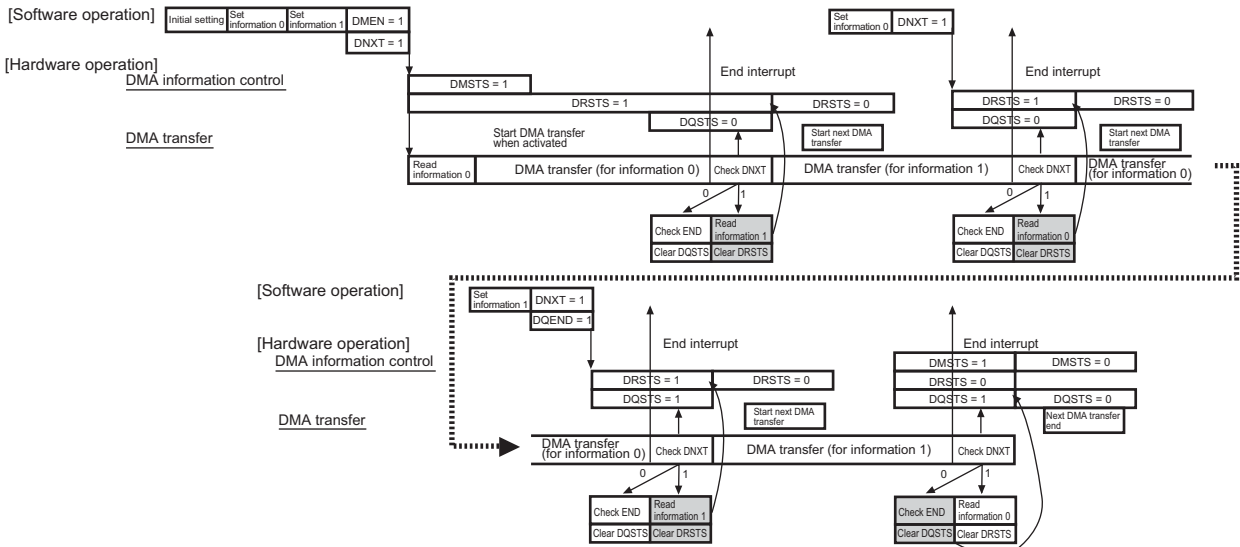 [Software operation]
Initial setting
Set
information 0
Set
information 1
DMEN = 1
DNXT = 1
Set
information 0
DNXT = 1
[Hardware operation]
DMA information control
End interrupt
End interrupt
DMSTS = 1
DRSTS = 1
DRSTS = 0
DRSTS = 1
DRSTS = 0
DQSTS = 0
DQSTS = 0
DMA transfer
Start DMA transfer
when activated
Start next DMA
transfer
Start next DMA
transfer
Read
information 0
DMA transfer (for information 0)
Check DNXT
DMA transfer (for information 1)
Check DNXT
DMA transfer
(for information 0)
0
1
0
1
Check END
Read
information 1
Clear DQSTS
Clear DRSTS
Check END
Read
information 0
Clear DQSTS
Clear DRSTS
[Software operation]
Set
information 1
DNXT = 1
DQEND = 1
[Hardware operation]
DMA information control
End interrupt
End interrupt
DRSTS = 1
DRSTS = 0
DQSTS = 1
DMSTS = 1
DMSTS = 0
DRSTS = 0
DQSTS = 1
DQSTS = 0
DMA transfer
Start next DMA
transfer
Next DMA transfer
end
DMA transfer
(for information 0)
Check DNXT
DMA transfer (for information 1)
Check DNXT
0
1
0
1
Check END
Read
information 1
Clear DQSTS
Clear DRSTS
Check END
Read
information 0
Clear DQSTS
Clear DRSTS